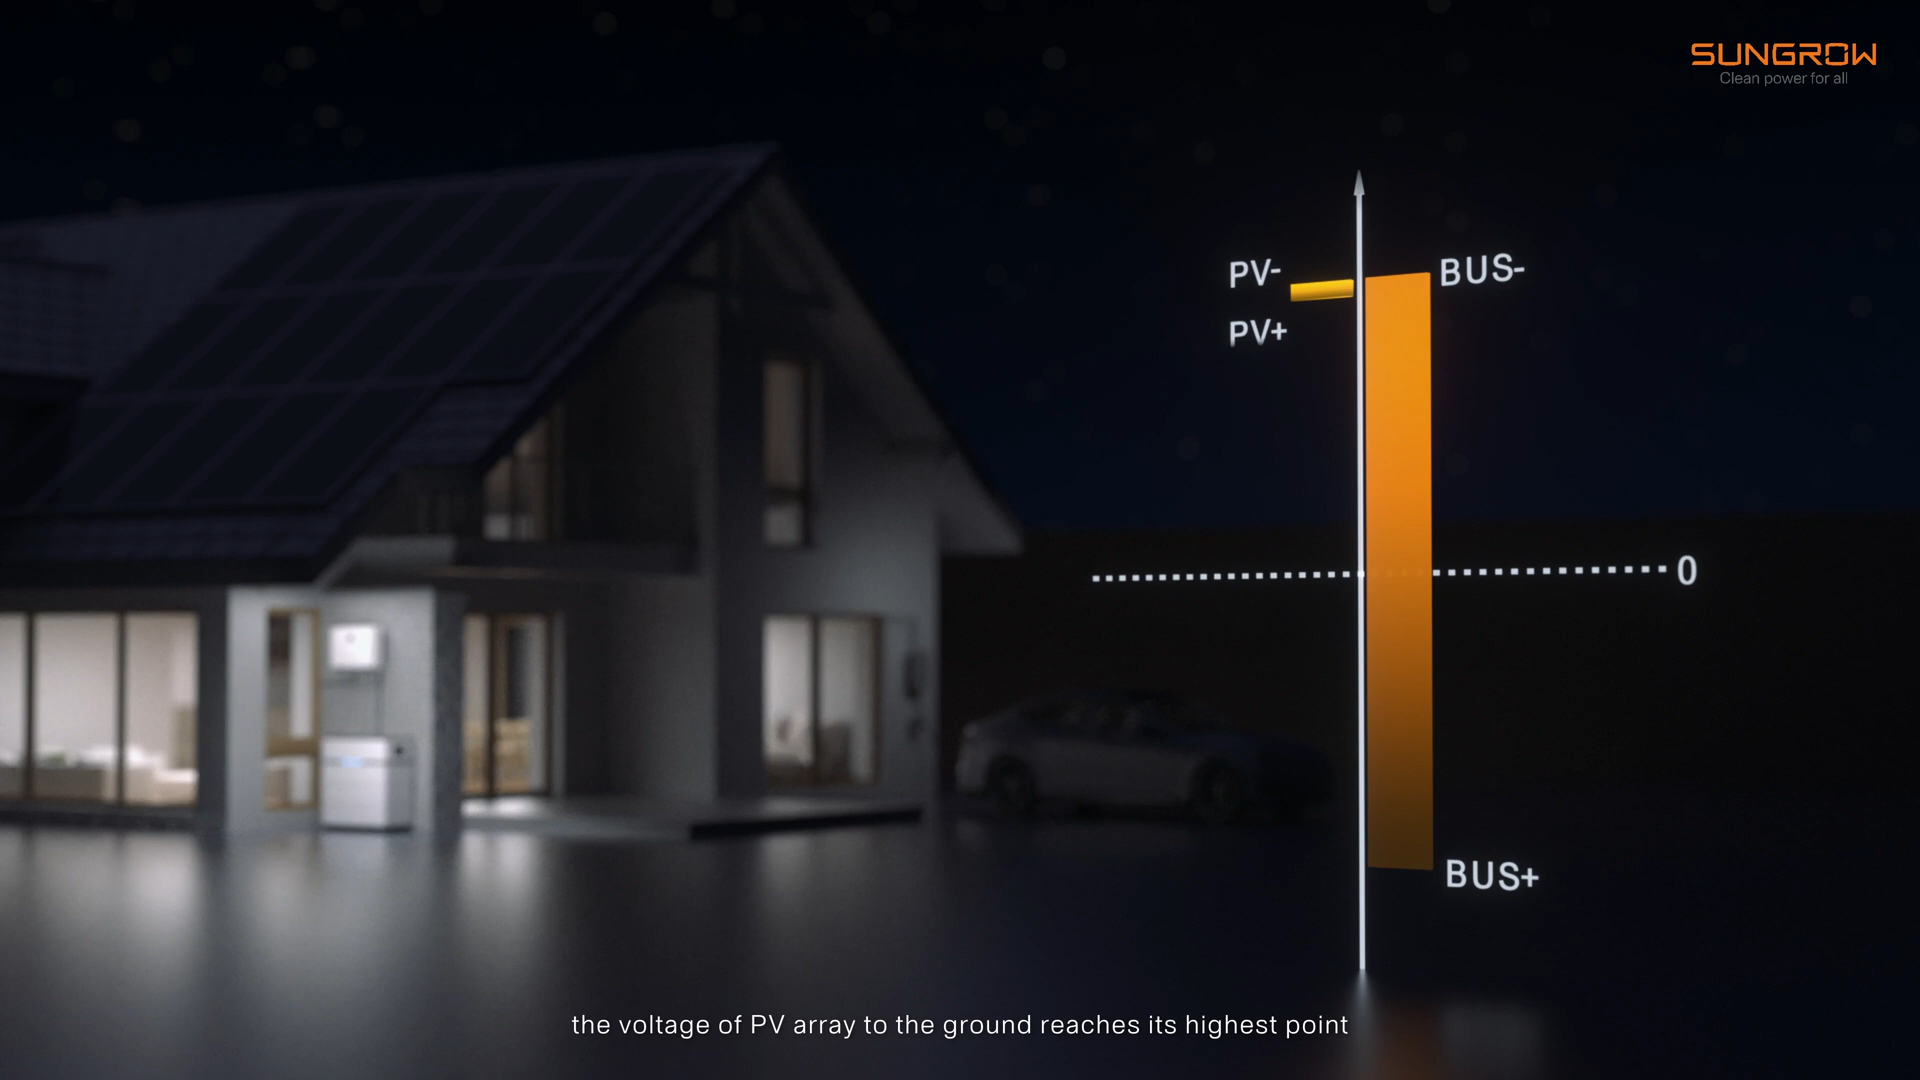 SUNGROW
Clean power for all
PV-
BUS-
PV+
0
BUS+
the voltage of PV array to the ground reaches its highest point